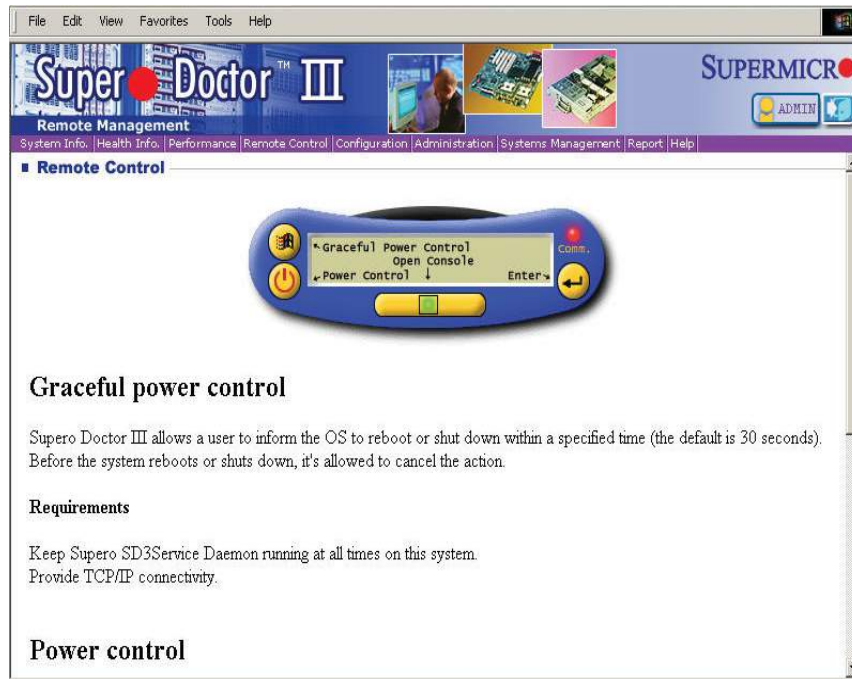 File Edit View Favorites Tools Help
Super Doctor ™ III
SUPERMICR
Remote Management
ADMIN
System Info. Health Info. Performance Remote Control Configuration Administration Systems Management Report Help
Remote Control
Graceful Power Control
Open Console
Power Control
Enter
Comm.
Graceful power control
Supero Doctor III allows a user to inform the OS to reboot or shut down within a specified time (the default is 30 seconds).
Before the system reboots or shuts down, it's allowed to cancel the action.
Requirements
Keep Supero SD3Service Daemon running at all times on this system.
Provide TCP/IP connectivity.
Power control